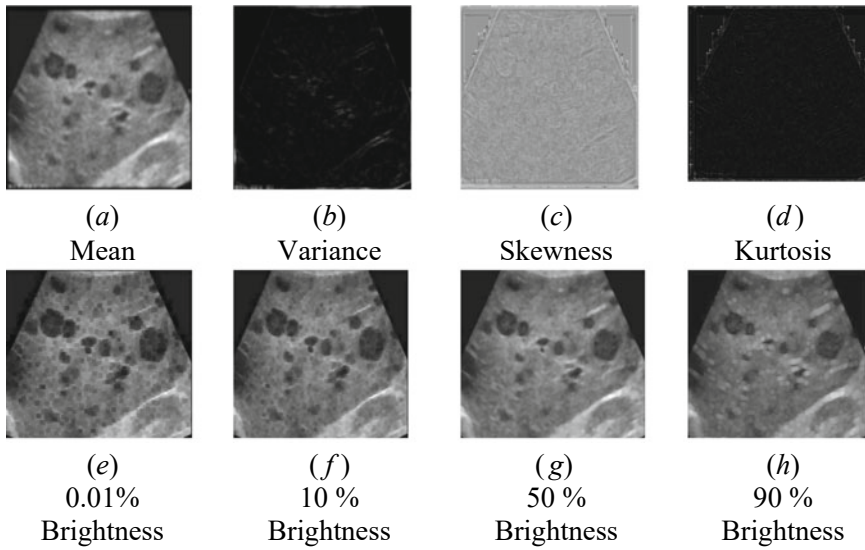 (a) (b) (c) (d)
Mean Variance Skewness Kurtosis
(e) (f) (g) (h)
0.01% 10 % 50 % 90 %
Brightness Brightness Brightness Brightness